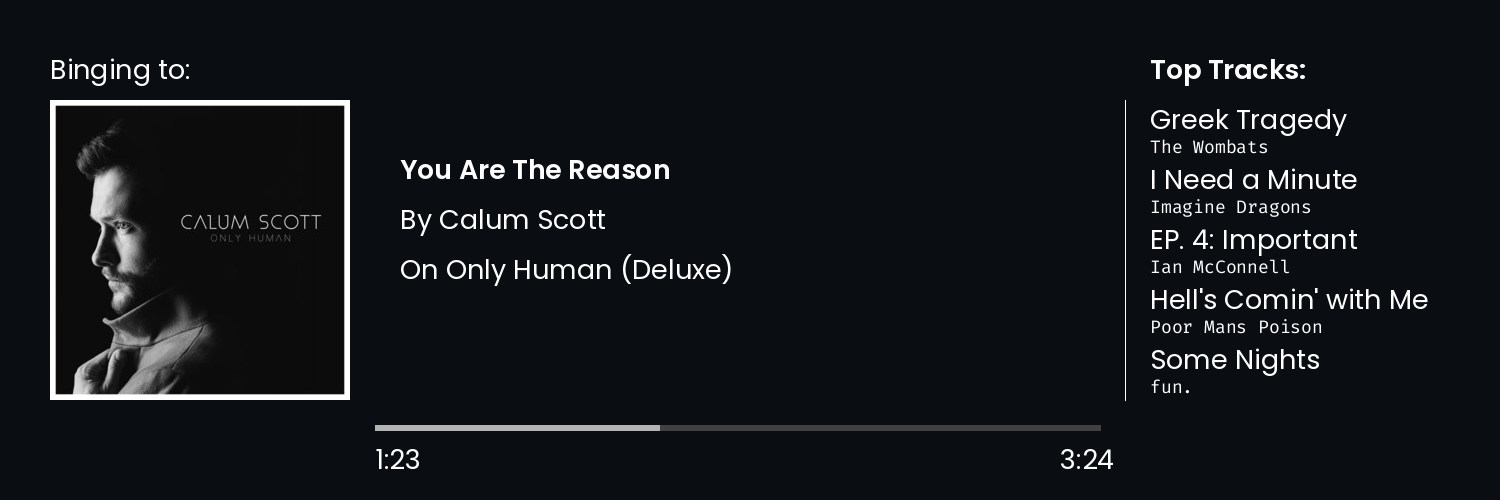 Binging to:
CALUM SCOTT
ONLY HUMAN
You Are The Reason
By Calum Scott
On Only Human (Deluxe)
1:23
3:24
Top Tracks:
Greek Tragedy
The Wombats
I Need a Minute
Imagine Dragons
EP. 4: Important
Ian McConnell
Hell's Comin' with Me
Poor Mans Poison
Some Nights
fun.